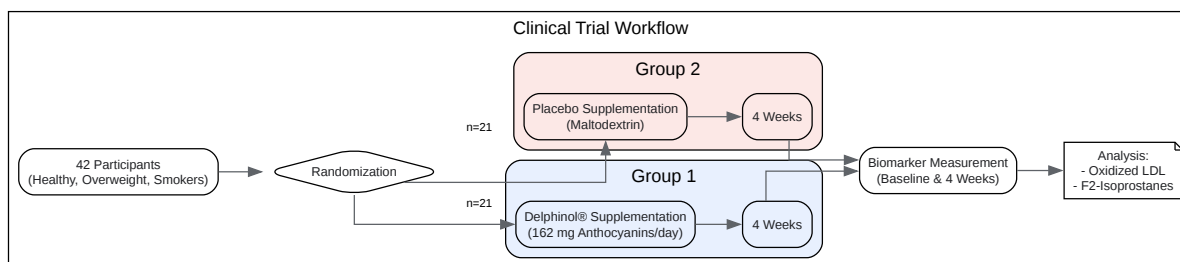 Clinical Trial Workflow
42 Participants
(Healthy, Overweight, Smokers)
Randomization
n=21
n=21
Group 2
Placebo Supplementation
(Maltodextrin)
4 Weeks
Group 1
Delphinol® Supplementation
(162 mg Anthocyanins/day)
4 Weeks
Biomarker Measurement
(Baseline & 4 Weeks)
Analysis:
- Oxidized LDL
- F2-Isoprostanes